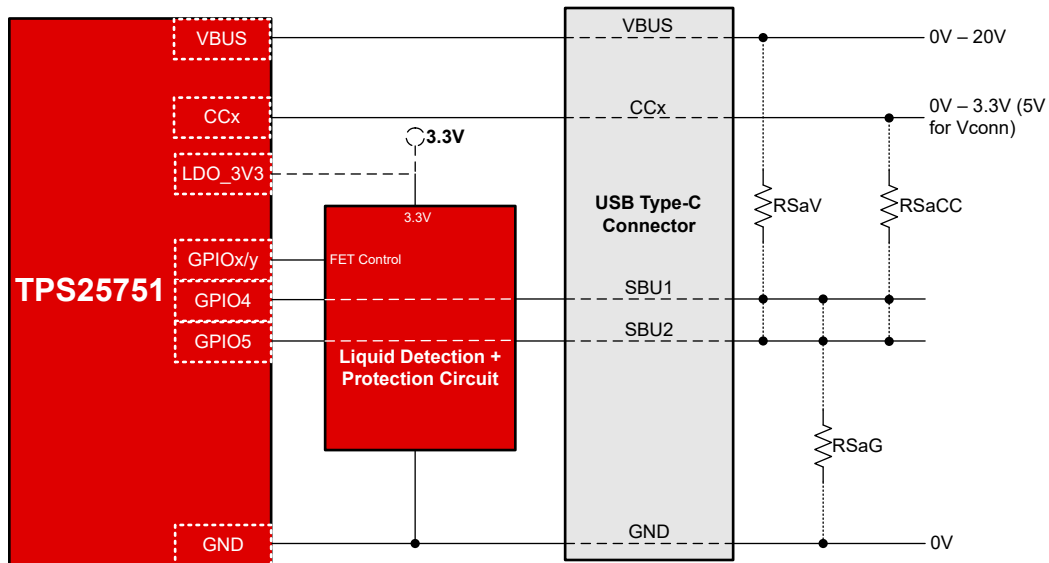 VBUS
VBUS
0V – 20V
CCx
CCx
0V – 3.3V (5V
for Vconn)
3.3V
LDO_3V3
3.3V
USB Type-C
Connector
RSaV
RSaCC
GPIOx/y
FET Control
TPS25751
GPIO4
SBU1
GPIO5
SBU2
Liquid Detection +
Protection Circuit
RSaG
GND
GND
0V